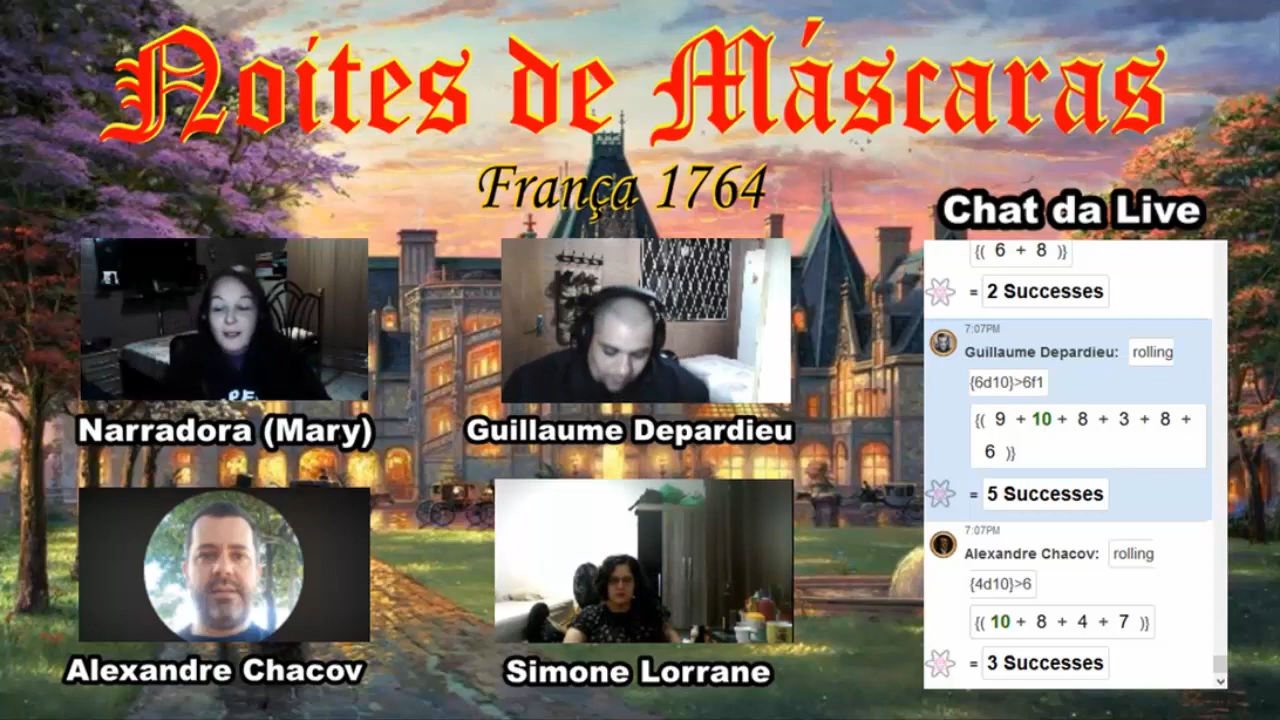 Noites de Máscaras
França 1764
Chat da Live
{( 6 + 8 )}
= 2 Successes
7:07PM
Guillaume Depardieu: rolling
{6d10}>6f1
{( 9 + 10 + 8 + 3 + 8 +
6 )}
= 5 Successes
7:07PM
Alexandre Chacov: rolling
{4d10}>6
{( 10 + 8 + 4 + 7 )}
= 3 Successes
Narradora (Mary)
Guillaume Depardieu
Alexandre Chacov
Simone Lorrane